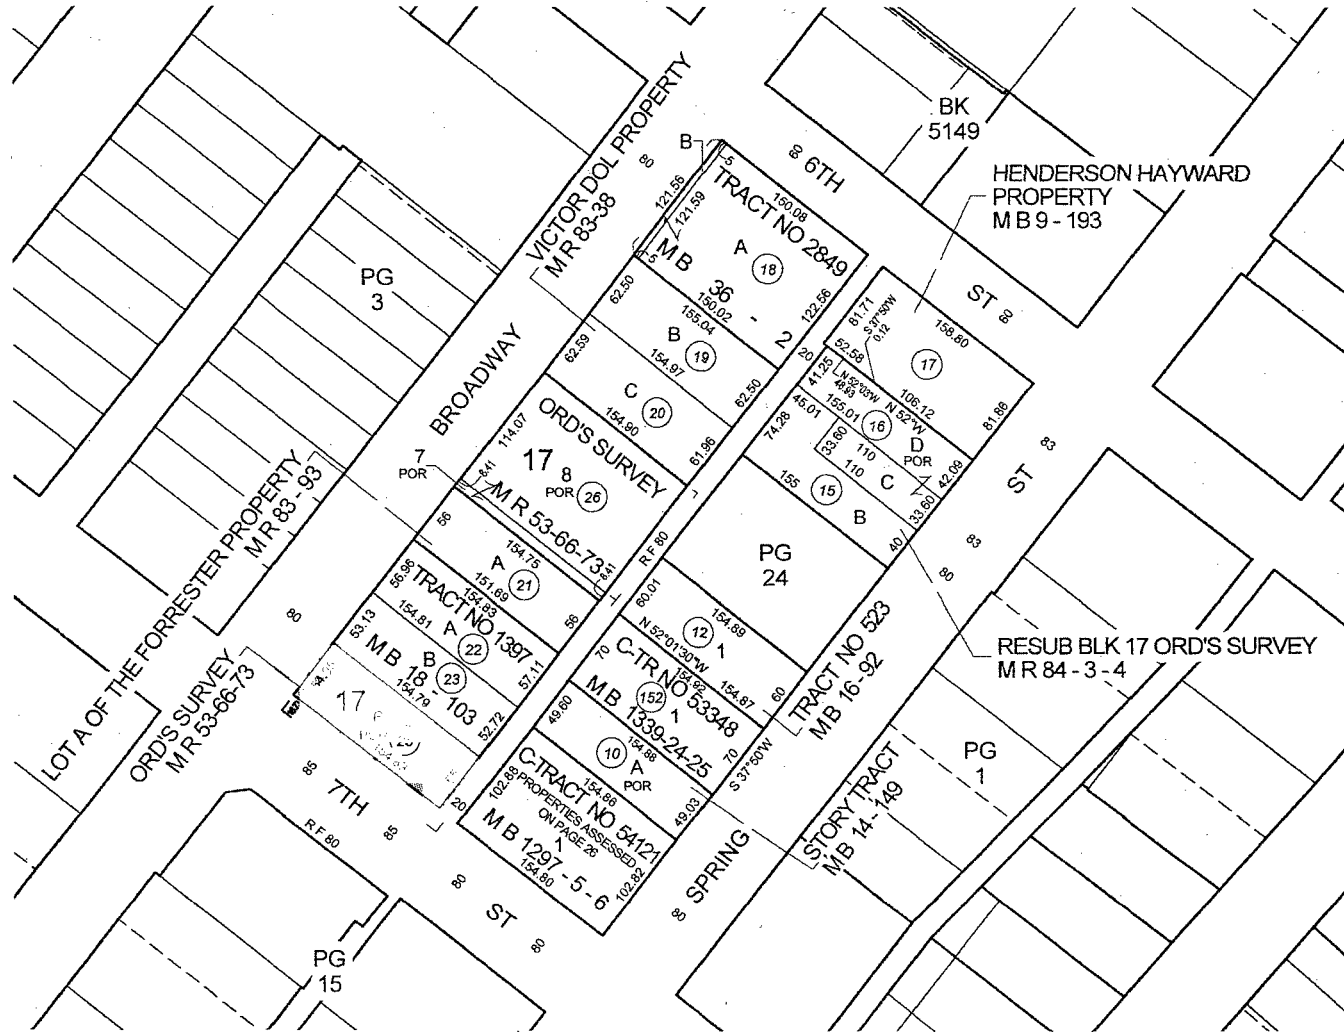 BK
5149
HENDERSON HAYWARD
PROPERTY
M B 9 - 193
VICTOR DOL PROPERTY
M R 83-38
80
B
5
60
6TH
ST
60
121.56
121.59
150.08
TRACT NO 2849
A
18
M B 36 - 2
5
150.02
122.56
62.50
155.04
B
19
154.97
62.50
62.59
C
20
154.90
61.96
PG
3
BROADWAY
81.71
S 37°50'W
0.12
158.80
17
52.58
106.12
81.86
20
41.25
N 52°03'W
48.93
N 52°W
155.01
16
D
POR
42.09
45.01
33.60
110
110
C
33.60
74.28
155
15
B
40
83
ST
83
80
114.07
ORD'S SURVEY
17
8
POR
26
M R 53-66-73
8.41
8.41
7
POR
R F 80
PG
24
LOT A OF THE FORRESTER PROPERTY
M R 83 - 93
56
154.75
A
21
151.69
56
154.83
56.96
TRACT NO 1397
A
22
154.81
57.11
53.13
B
23
M B 18 - 103
154.79
52.72
60.01
154.89
12
1
N 52°01'30"W
60
154.92
154.87
70
C-TR NO 53348
152
1
M B 1339-24-25
70
49.60
154.88
10
A
POR
49.03
154.86
102.88
C-TRACT NO 54121
PROPERTIES ASSESSED
ON PAGE 26
1
M B 1297 - 5 - 6
154.80
102.82
TRACT NO 523
M B 16 - 92
RESUB BLK 17 ORD'S SURVEY
M R 84 - 3 - 4
S 37°50'W
STORY TRACT
M B 14 - 149
PG
1
80
ORD'S SURVEY
M R 53-66-73
17
85
7TH
85
20
R F 80
80
ST
80
80
SPRING
PG
15